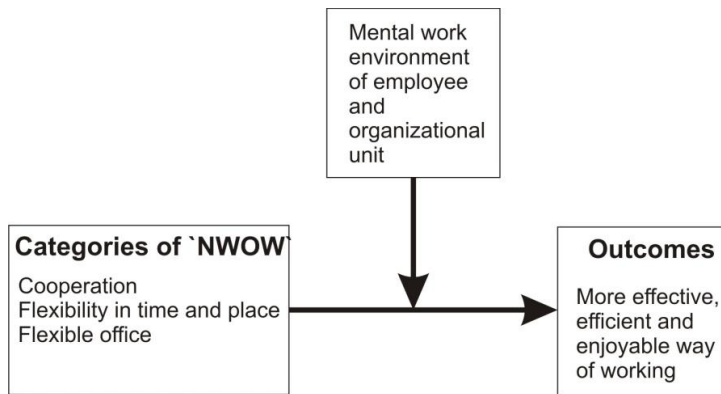 Mental work
environment
of employee
and
organizational
unit
Categories of `NWOW`
Cooperation
Flexibility in time and place
Flexible office
Outcomes
More effective,
efficient and
enjoyable way
of working